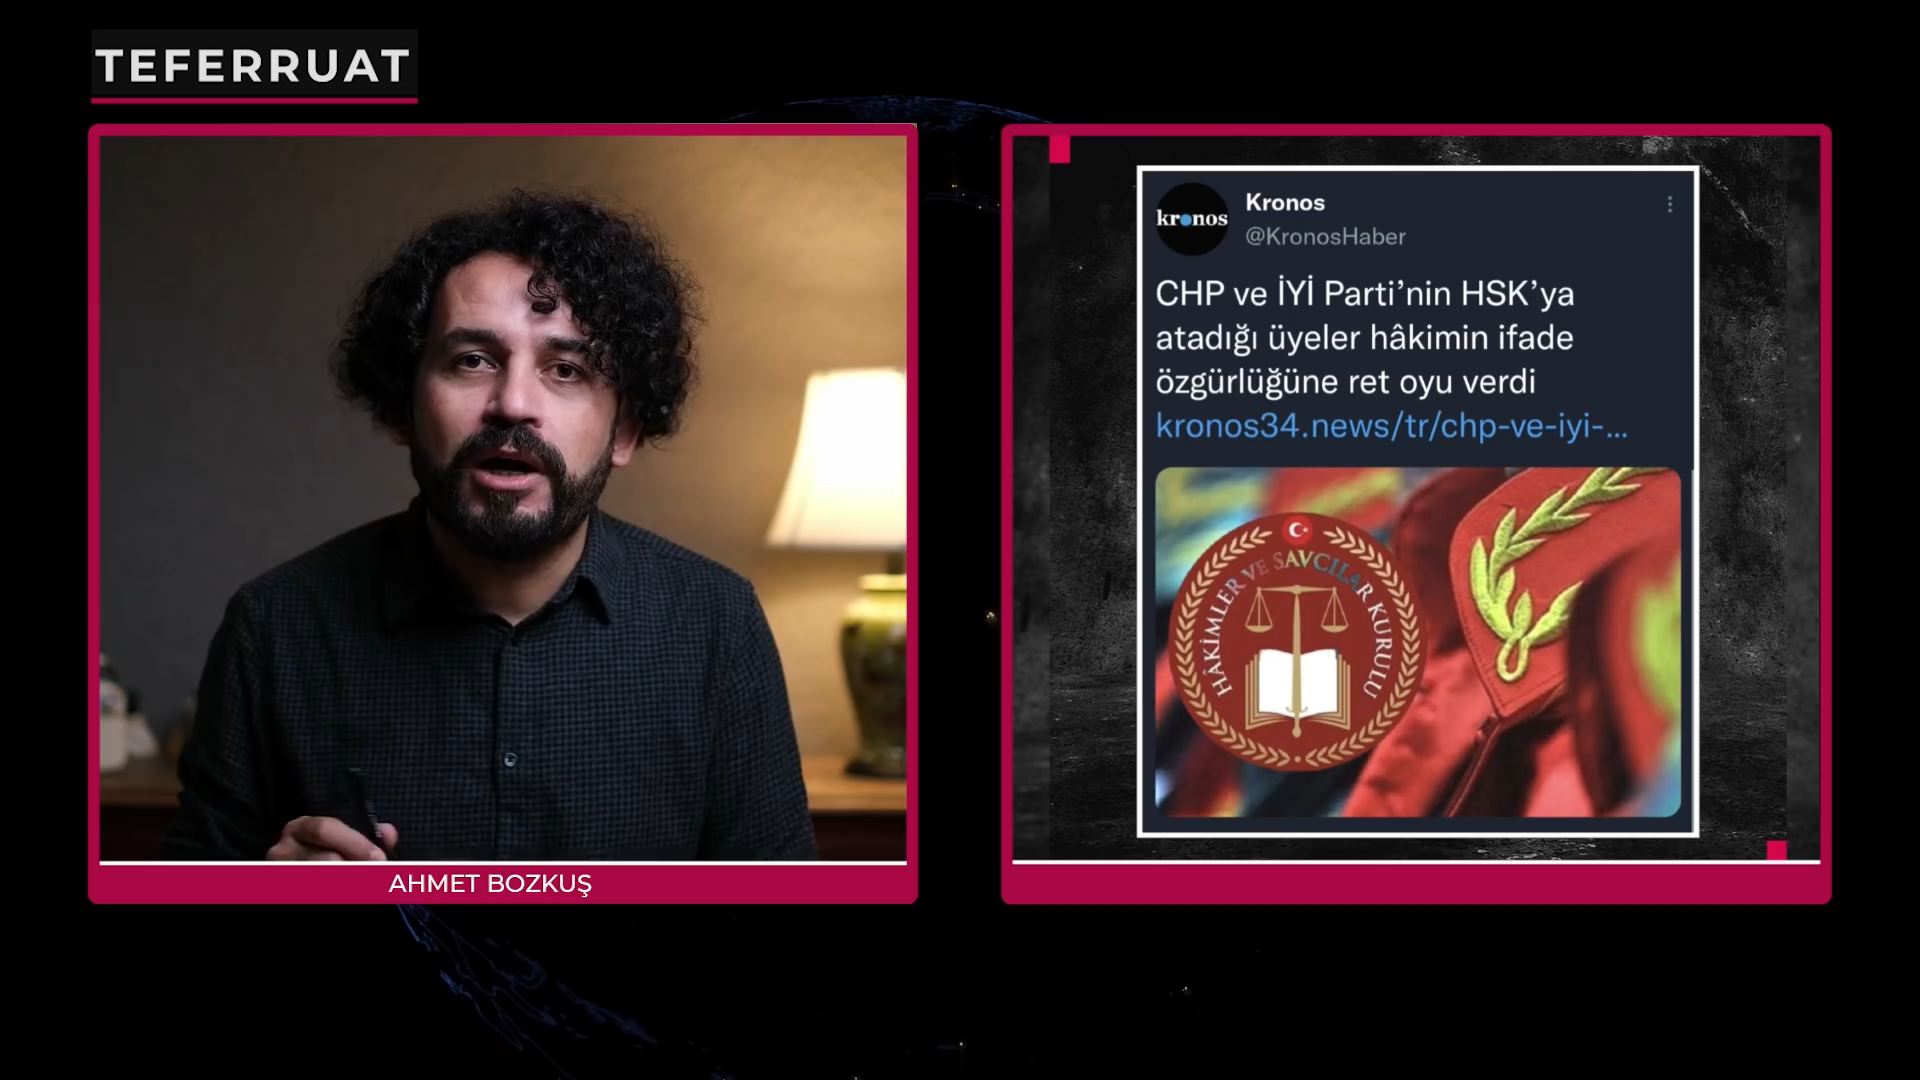 TEFERRUAT
AHMET BOZKUŞ
kronos
Kronos
@KronosHaber
CHP ve İYİ Parti’nin HSK’ya
atadığı üyeler hâkimin ifade
özgürlüğüne ret oyu verdi
kronos34.news/tr/chp-ve-iyi-...
HÂKİMLER VE SAVCILAR KURULU